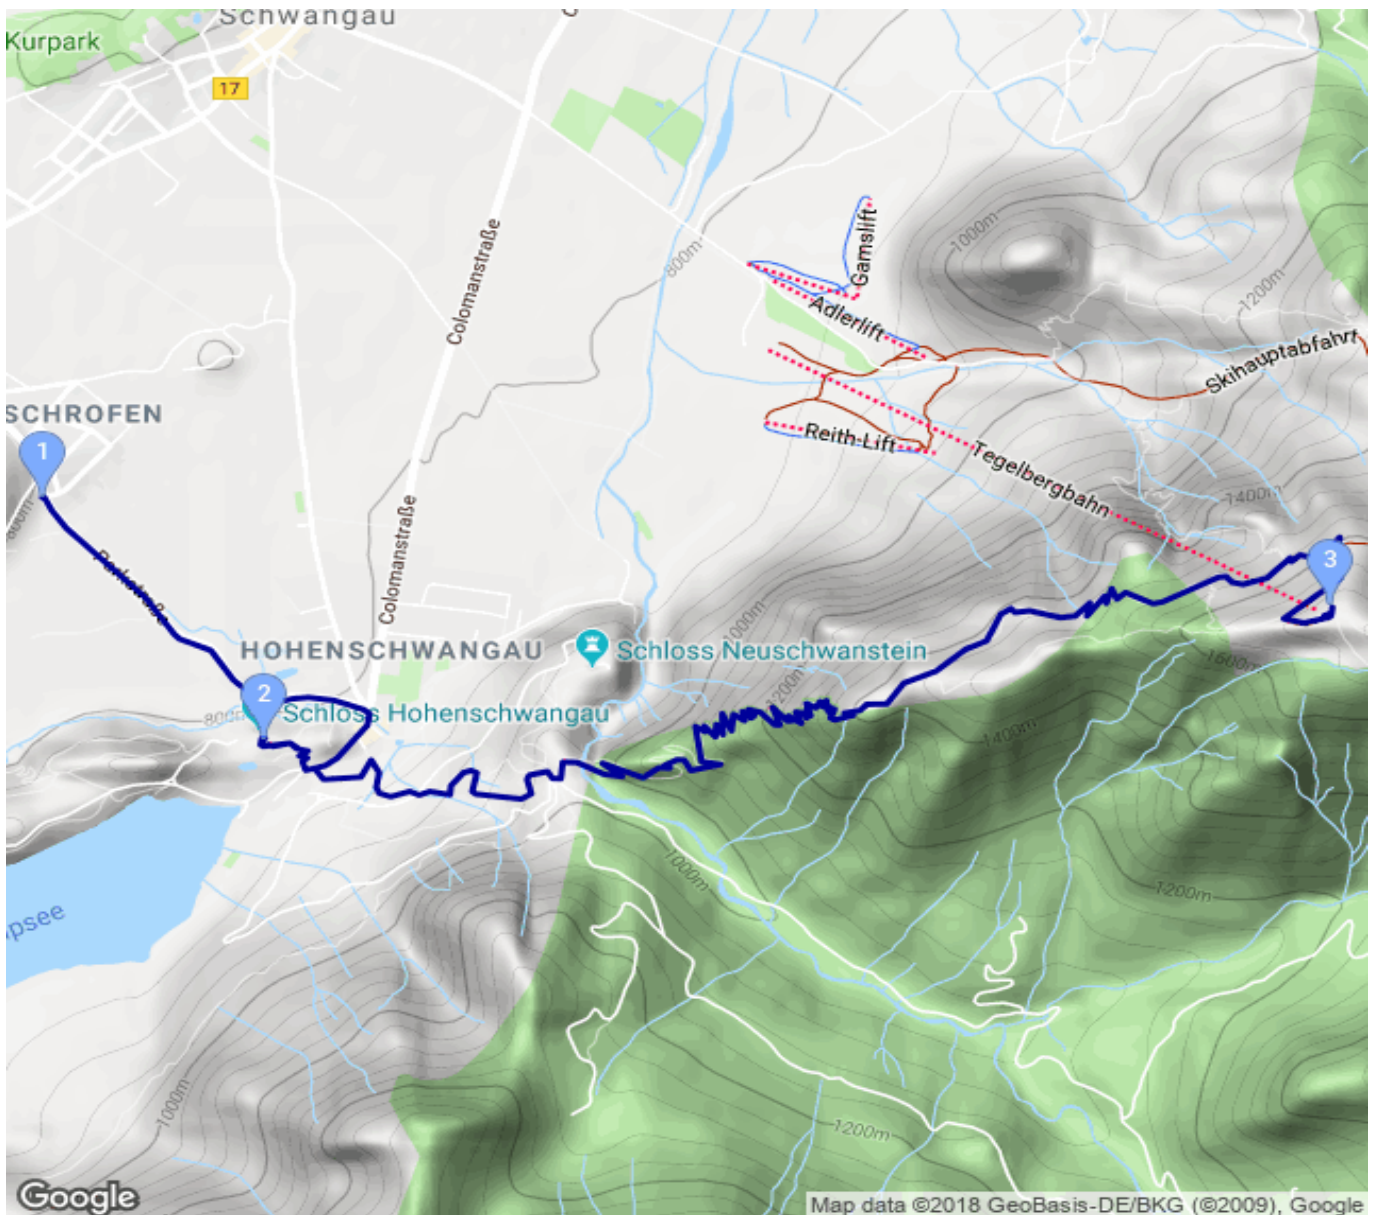 Schwangau
Kurpark
17
Colomanstraße
800m
Gamslift
Adlerlift
1000m
1200m
Skihauptabfahrt
SCHROFEN
1
Reith-Lift
Tegelbergbahn
1400m
800m
Parkstraße
Colomanstraße
3
HOHENSCHWANGAU
Schloss Neuschwanstein
1000m
1600m
2
800m
Schloss Hohenschwangau
1200m
1400m
1000m
1200m
psee
1000m
1200m
Google
Map data ©2018 GeoBasis-DE/BKG (©2009), Google